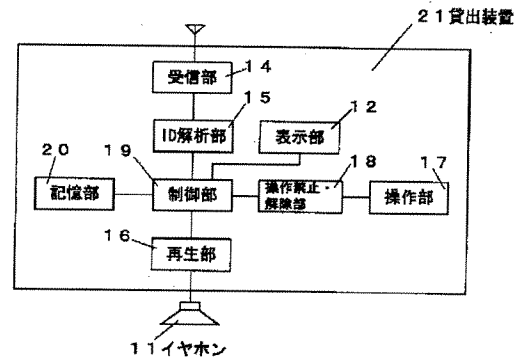 21貸出装置
受信部
14
ID解析部
15
表示部
12
20
記憶部
19
制御部
操作禁止・
解除部
18
操作部
17
16
再生部
11イヤホン